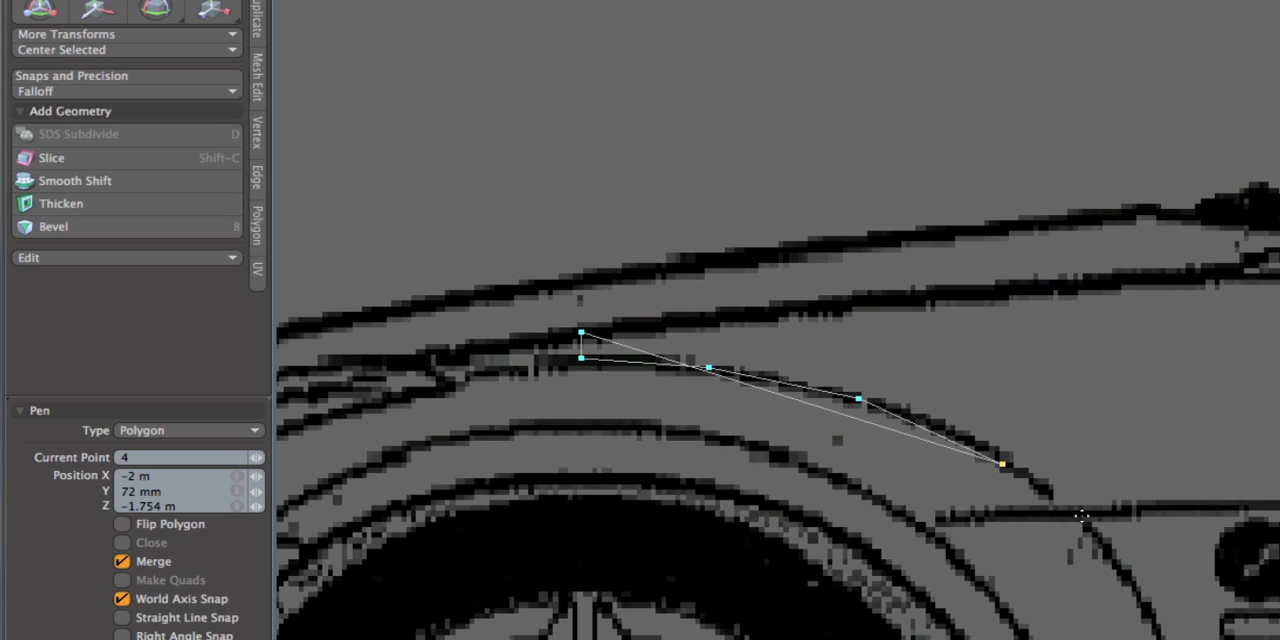 More Transforms
Center Selected
Snaps and Precision
Falloff
Add Geometry
SDS Subdivide D
Slice Shift-C
Smooth Shift
Thicken
Bevel B
Edit
uplicate
Mesh Edit
Vertex
Edge
Polygon
UV
Pen
Type Polygon
Current Point 4
Position X -2 m
Y 72 mm
Z -1.754 m
Flip Polygon
Close
Merge
Make Quads
World Axis Snap
Straight Line Snap
Right Angle Snap